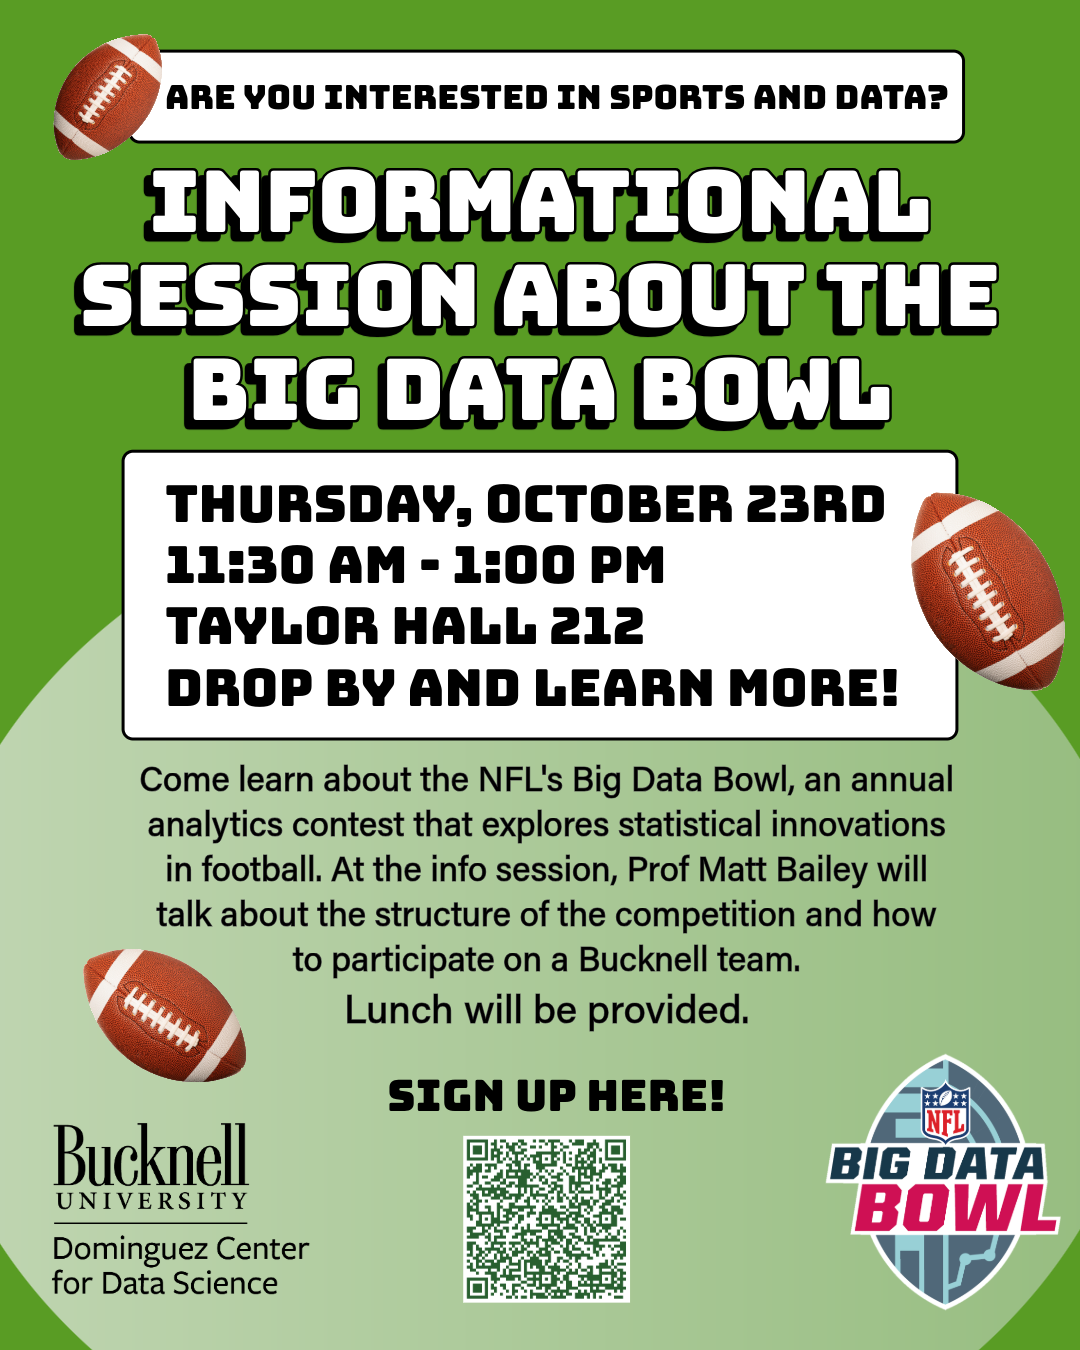 ARE YOU INTERESTED IN SPORTS AND DATA?
INFORMATIONAL
SESSION ABOUT THE
BIG DATA BOWL
THURSDAY, OCTOBER 23RD
11:30 AM - 1:00 PM
TAYLOR HALL 212
DROP BY AND LEARN MORE!
Come learn about the NFL's Big Data Bowl, an annual
analytics contest that explores statistical innovations
in football. At the info session, Prof Matt Bailey will
talk about the structure of the competition and how
to participate on a Bucknell team.
Lunch will be provided.
SIGN UP HERE!
Bucknell
UNIVERSITY
Dominguez Center
for Data Science
NFL
BIG DATA
BOWL